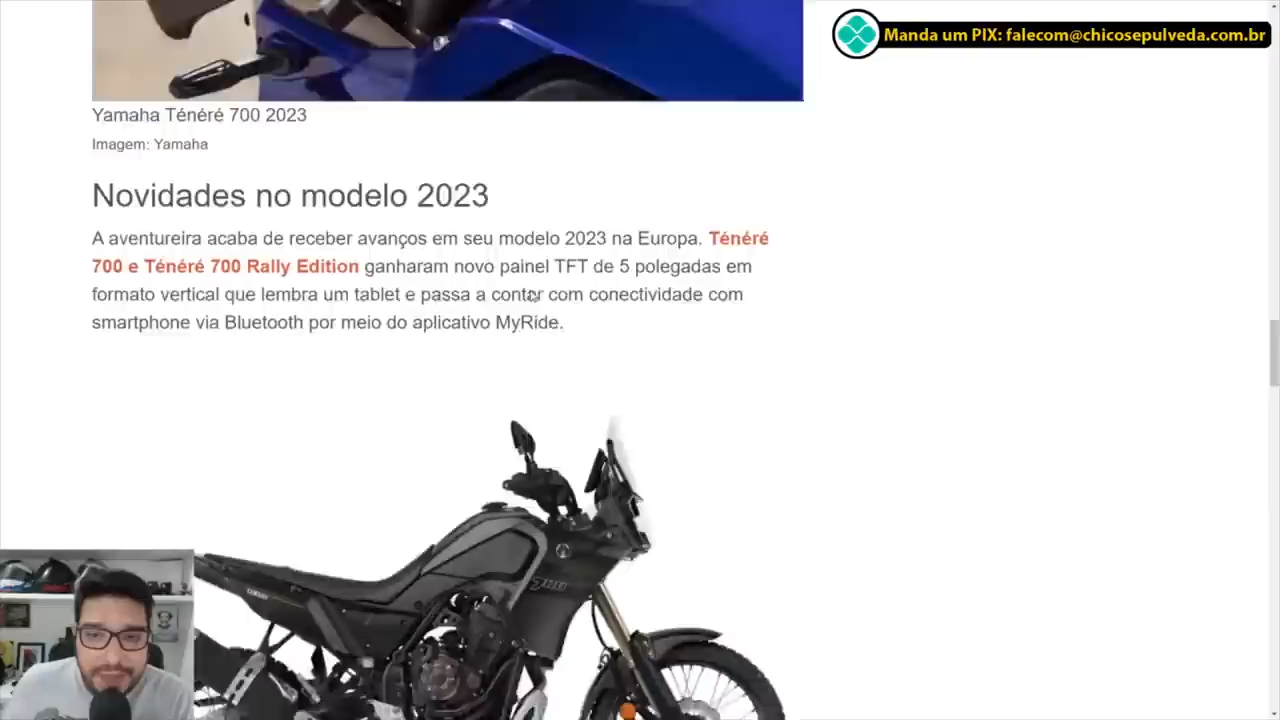 Manda um PIX: falecom@chicosepulveda.com.br
Yamaha Ténéré 700 2023
Imagem: Yamaha
Novidades no modelo 2023
A aventureira acaba de receber avanços em seu modelo 2023 na Europa. Ténéré
700 e Ténéré 700 Rally Edition ganharam novo painel TFT de 5 polegadas em
formato vertical que lembra um tablet e passa a contar com conectividade com
smartphone via Bluetooth por meio do aplicativo MyRide.
700
YAMAHA